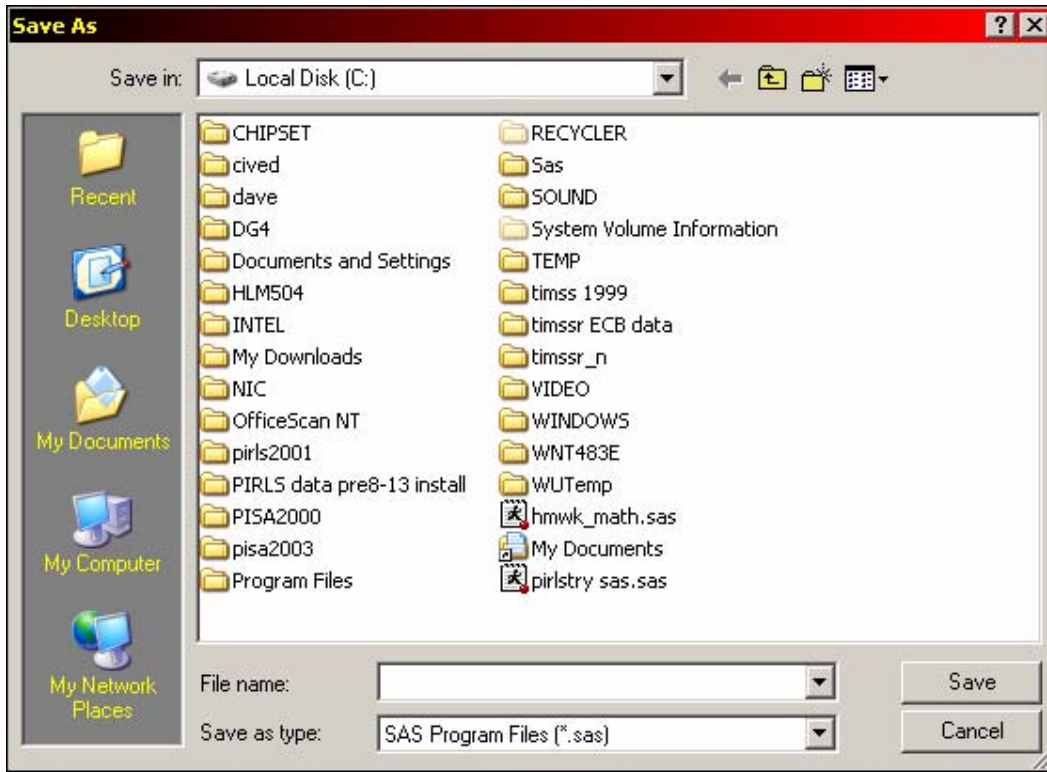 Save As
Save in:
Local Disk (C:)
Recent
Desktop
My Documents
My Computer
My Network
Places
CHIPSET
cived
dave
DG4
Documents and Settings
HLM504
INTEL
My Downloads
NIC
OfficeScan NT
pirls2001
PIRLS data pre8-13 install
PISA2000
pisa2003
Program Files
RECYCLER
Sas
SOUND
System Volume Information
TEMP
timss 1999
timssr ECB data
timssr_n
VIDEO
WINDOWS
WNT483E
WUTemp
hmwk_math.sas
My Documents
pirlstry sas.sas
File name:
Save
Save as type:
SAS Program Files (*.sas)
Cancel